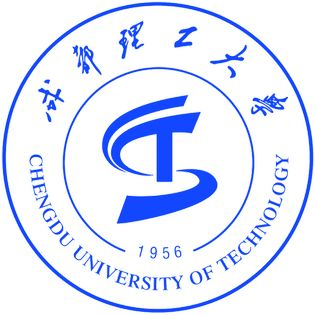 成都理工大学
1956
CHENGDU UNIVERSITY OF TECHNOLOGY